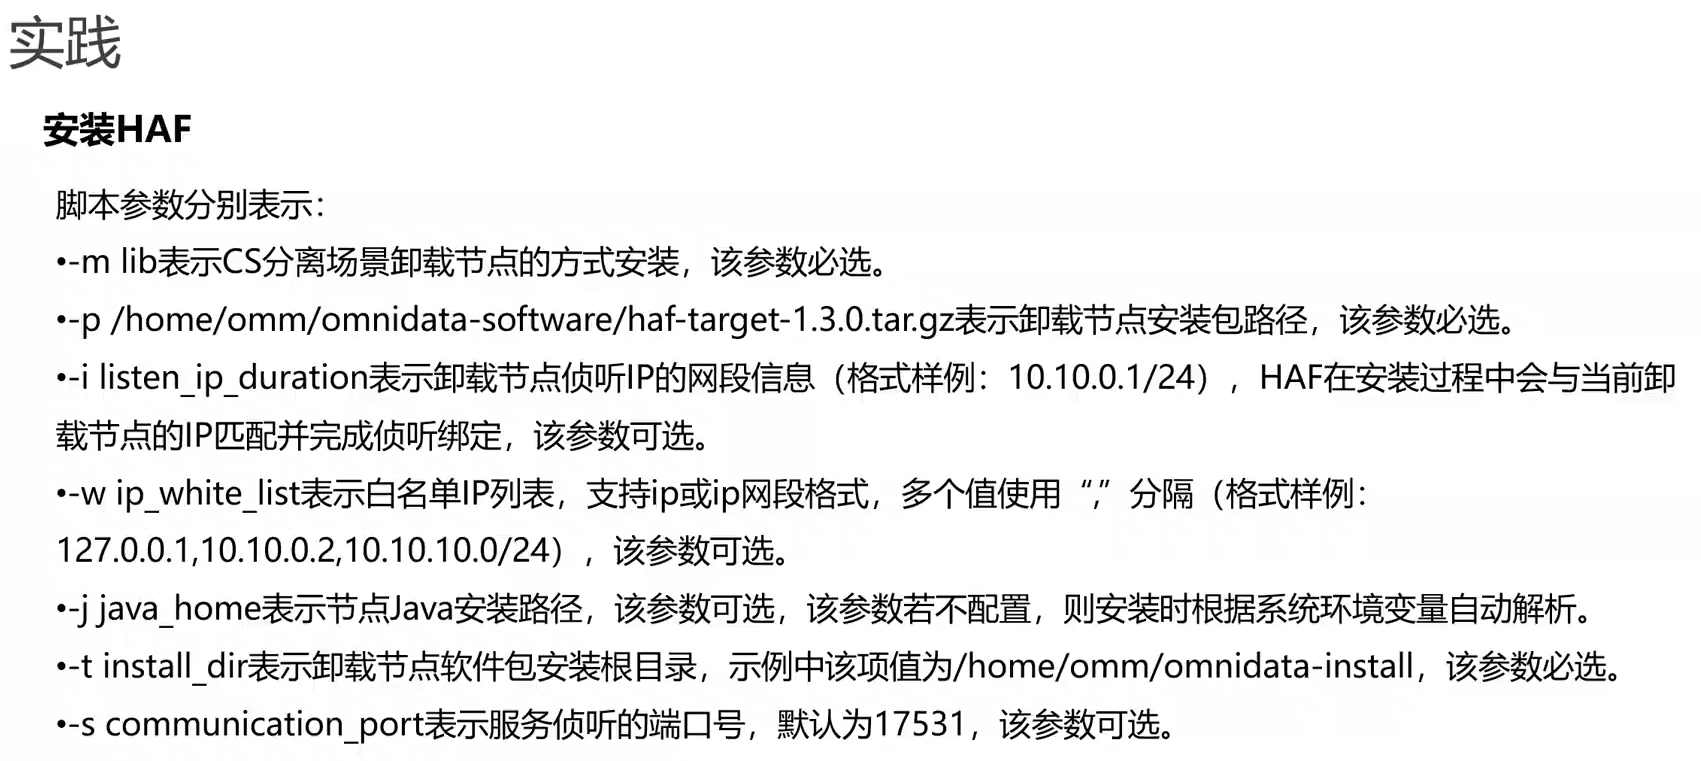 实践
安装HAF
脚本参数分别表示：
•-m lib表示CS分离场景卸载节点的方式安装，该参数必选。
•-p /home/omm/omnidata-software/haf-target-1.3.0.tar.gz表示卸载节点安装包路径，该参数必选。
•-i listen_ip_duration表示卸载节点侦听IP的网段信息（格式样例：10.10.0.1/24），HAF在安装过程中会与当前卸
载节点的IP匹配并完成侦听绑定，该参数可选。
•-w ip_white_list表示白名单IP列表，支持ip或ip网段格式，多个值使用“,”分隔（格式样例：
127.0.0.1,10.10.0.2,10.10.10.0/24），该参数可选。
•-j java_home表示节点Java安装路径，该参数可选，该参数若不配置，则安装时根据系统环境变量自动解析。
•-t install_dir表示卸载节点软件包安装根目录，示例中该项值为/home/omm/omnidata-install，该参数必选。
•-s communication_port表示服务侦听的端口号，默认为17531，该参数可选。